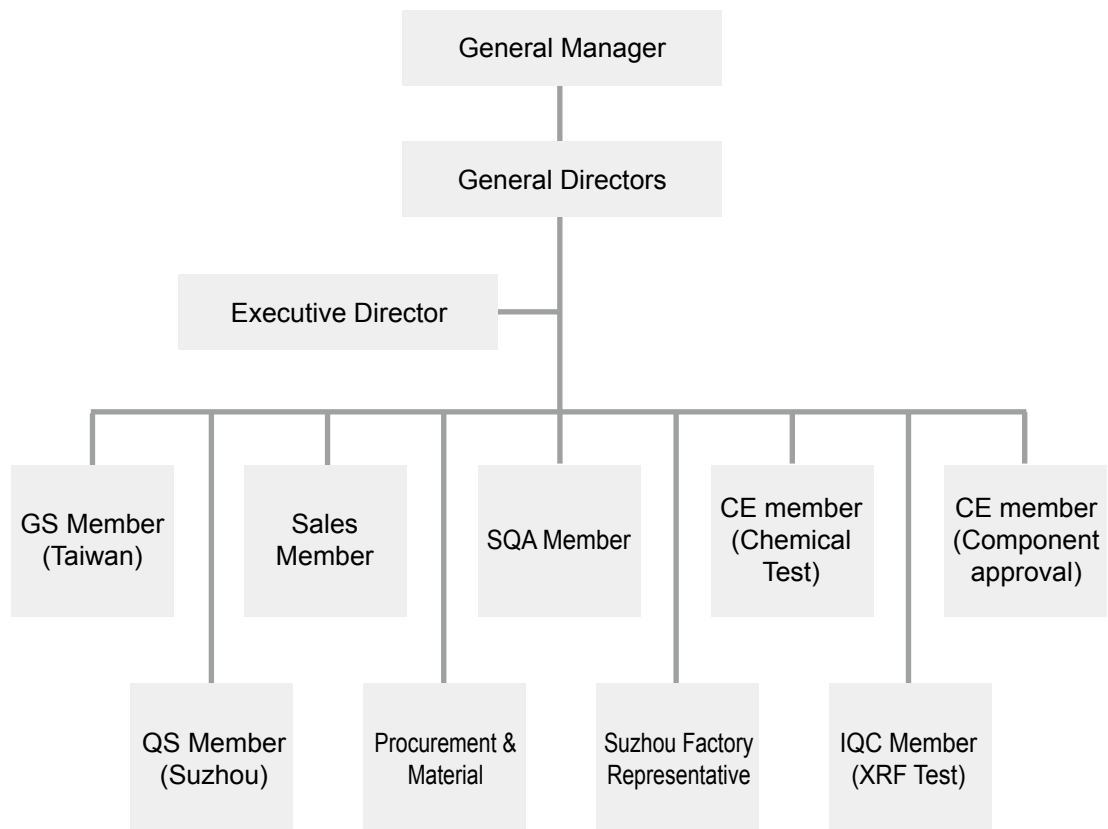 General Manager
General Directors
Executive Director
GS Member
(Taiwan)
Sales
Member
SQA Member
CE member
(Chemical
Test)
CE member
(Component
approval)
QS Member
(Suzhou)
Procurement &
Material
Suzhou Factory
Representative
IQC Member
(XRF Test)